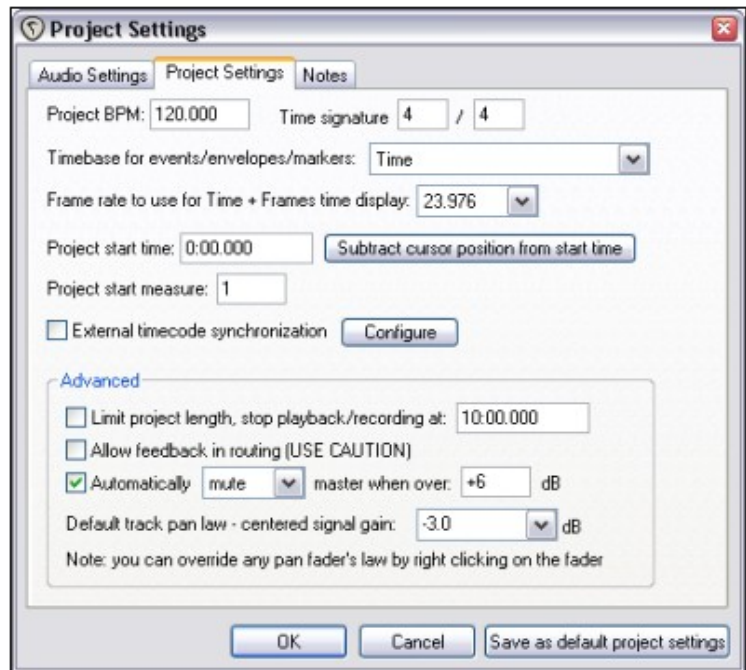 Project Settings
Audio Settings Project Settings Notes
Project BPM: 120.000 Time signature 4 / 4
Timebase for events/envelopes/markers: Time
Frame rate to use for Time + Frames time display: 23.976
Project start time: 0:00.000 Subtract cursor position from start time
Project start measure: 1
External timecode synchronization Configure
Advanced
Limit project length, stop playback/recording at: 10:00.000
Allow feedback in routing (USE CAUTION)
Automatically mute master when over: +6 dB
Default track pan law - centered signal gain: -3.0 dB
Note: you can override any pan fader's law by right clicking on the fader
OK Cancel Save as default project settings